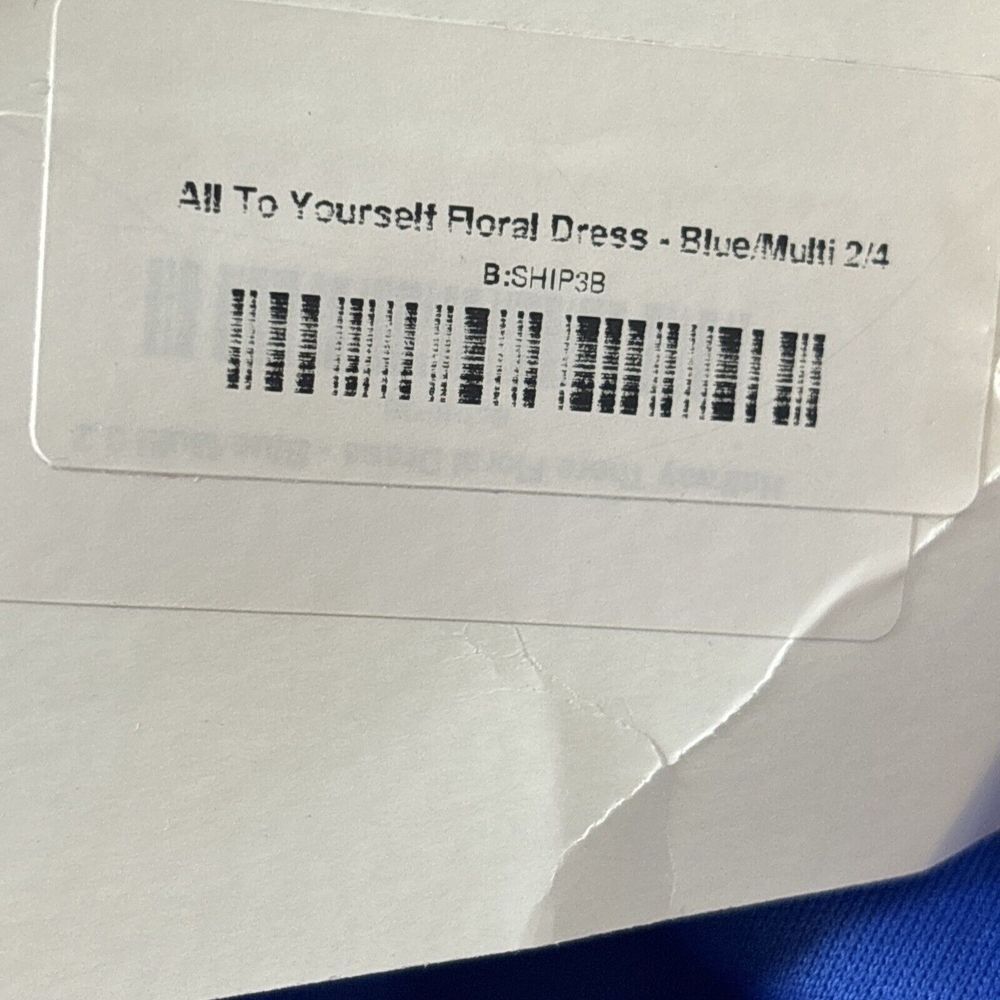 All To Yourself Floral Dress - Blue/Multi 2/4
B:SHIP3B